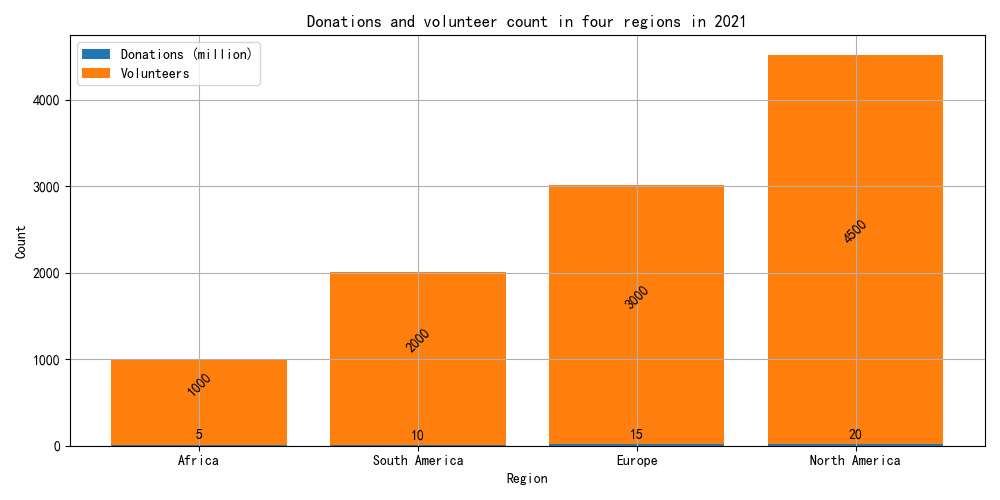 Donations and volunteer count in four regions in 2021
Donations (million)
Volunteers
Count
4000
3000
2000
1000
0
4500
3000
2000
1000
5
10
15
20
Africa
South America
Europe
North America
Region